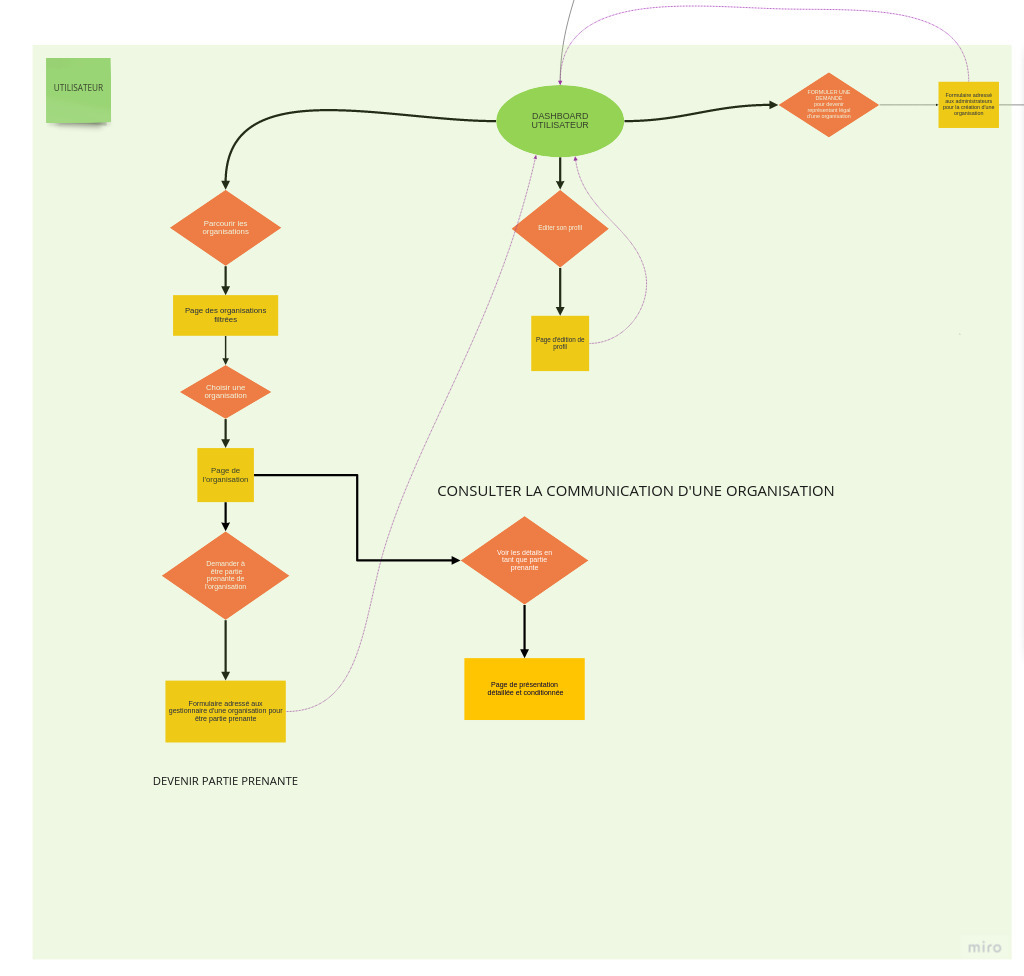 UTILISATEUR
DASHBOARD
UTILISATEUR
FORMULER UNE
DEMANDE
pour devenir
représentant légal
d'une organisation
Formulaire adressé
aux administrateurs
pour la création d'une
organisation
Parcourir les
organisations
Editer son profil
Page des organisations
filtrées
Page d'édition de
profil
Choisir une
organisation
Page de
l'organisation
CONSULTER LA COMMUNICATION D'UNE ORGANISATION
Demander à
être partie
prenante de
l'organisation
Voir les détails en
tant que partie
prenante
Formulaire adressé aux
gestionnaire d'une organisation pour
être partie prenante
Page de présentation
détaillée et conditionnée
DEVENIR PARTIE PRENANTE
miro